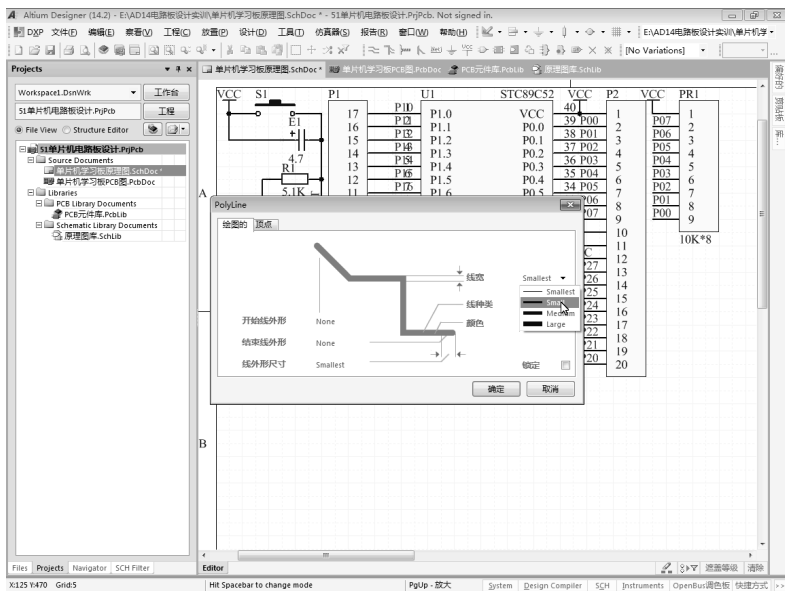 Altium Designer (14.2) - E:\AD14电路板设计实训\单片机原理图.SchDoc * - 51单片机电路板设计.PrjPcb. Not signed in.
DXP 文件(F) 编辑(E) 察看(V) 工程(C) 放置(P) 设计(D) 工具(T) 仿真器(S) 报告(R) 窗口(W) 帮助(H) E:\AD14电路板设计实训\单片机学
[No Variations]
Projects
单片机学习板原理图.SchDoc * 单片机学习板PCB图.PcbDoc PCB元件库.PcbLib 原理图库.SchLib
Workspace1.DsnWrk 工作台
51单片机电路板设计.PrjPcb 工程
File View Structure Editor
51单片机电路板设计.PrjPcb
Source Documents
单片机学习板原理图.SchDoc *
单片机学习板PCB图.PcbDoc
Libraries
PCB Library Documents
PCB元件库.PcbLib
Schematic Library Documents
原理图库.SchLib
VCC S1 P1 U1 STC89C52 VCC P2 VCC PR1
17 P1.0 VCC 40 1 1
E1 16 P1.1 P0.0 39 P00 2 P07 2
15 P1.2 P0.1 38 P01 3 P06 3
14 P1.3 P0.2 37 P02 4 P05 4
4.7 13 P1.4 P0.3 36 P03 5 P04 5
R1 12 P1.5 P0.4 35 P04 6 P03 6
5.1K 11 P1.6 P0.5 34 P05 7 P02 7
A
P06 8 P01 8
P07 9 P00 9
10
11 10K*8
12
13
14
15
16
17
18
19
20
PolyLine
绘图的 顶点
线宽 Smallest
Smallest
Small
Medium
Large
线种类
颜色
开始线外形 None
结束线外形 None
线外形尺寸 Smallest
锁定
确定 取消
B
Files Projects Navigator SCH Filter
Editor 遮盖等级 清除
X:125 Y:470 Grid:5 Hit Spacebar to change mode PgUp - 放大 System Design Compiler SCH Instruments OpenBus调色板 快捷方式 >>